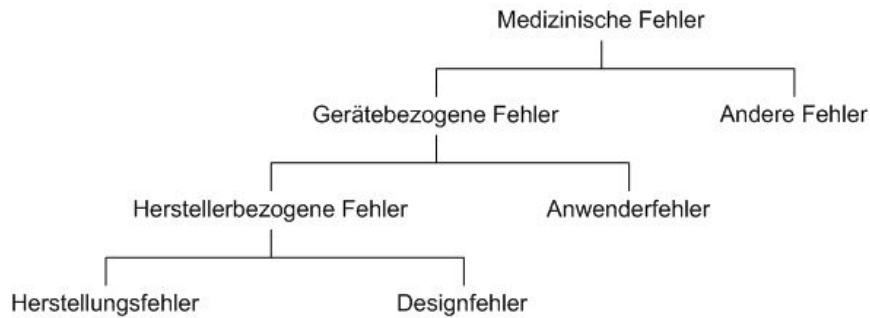 Medizinische Fehler
Gerätebezogene Fehler
Andere Fehler
Herstellerbezogene Fehler
Anwenderfehler
Herstellungsfehler
Designfehler